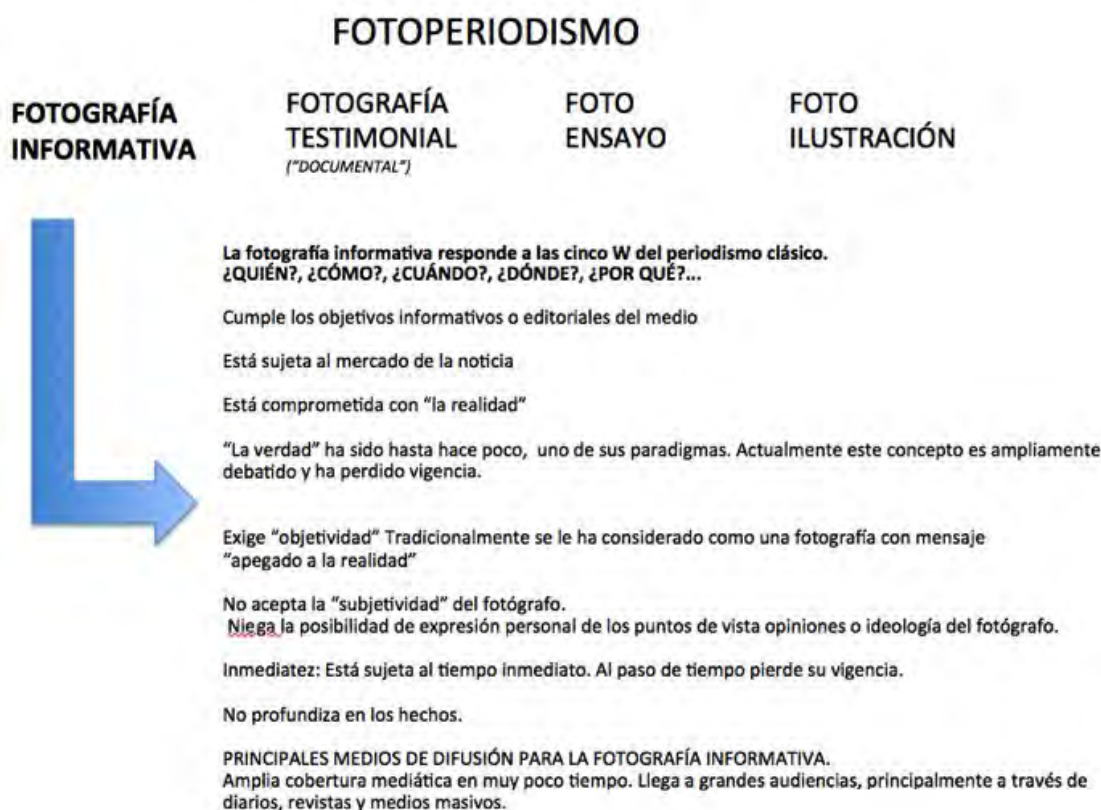 FOTOPERIODISMO
FOTOGRAFÍA
INFORMATIVA
FOTOGRAFÍA
TESTIMONIAL
("DOCUMENTAL")
FOTO
ENSAYO
FOTO
ILUSTRACIÓN
La fotografía informativa responde a las cinco W del periodismo clásico.
¿QUIÉN?, ¿CÓMO?, ¿CUÁNDO?, ¿DÓNDE?, ¿POR QUÉ?...
Cumple los objetivos informativos o editoriales del medio
Está sujeta al mercado de la noticia
Está comprometida con “la realidad”
“La verdad” ha sido hasta hace poco,  uno de sus paradigmas. Actualmente este concepto es ampliamente
debatido y ha perdido vigencia.
Exige “objetividad” Tradicionalmente se le ha considerado como una fotografía con mensaje
“apegado a la realidad”
No acepta la “subjetividad” del fotógrafo.
Niega la posibilidad de expresión personal de los puntos de vista opiniones o ideología del fotógrafo.
Inmediatez: Está sujeta al tiempo inmediato. Al paso de tiempo pierde su vigencia.
No profundiza en los hechos.
PRINCIPALES MEDIOS DE DIFUSIÓN PARA LA FOTOGRAFÍA INFORMATIVA.
Amplia cobertura mediática en muy poco tiempo. Llega a grandes audiencias, principalmente a través de
diarios, revistas y medios masivos.